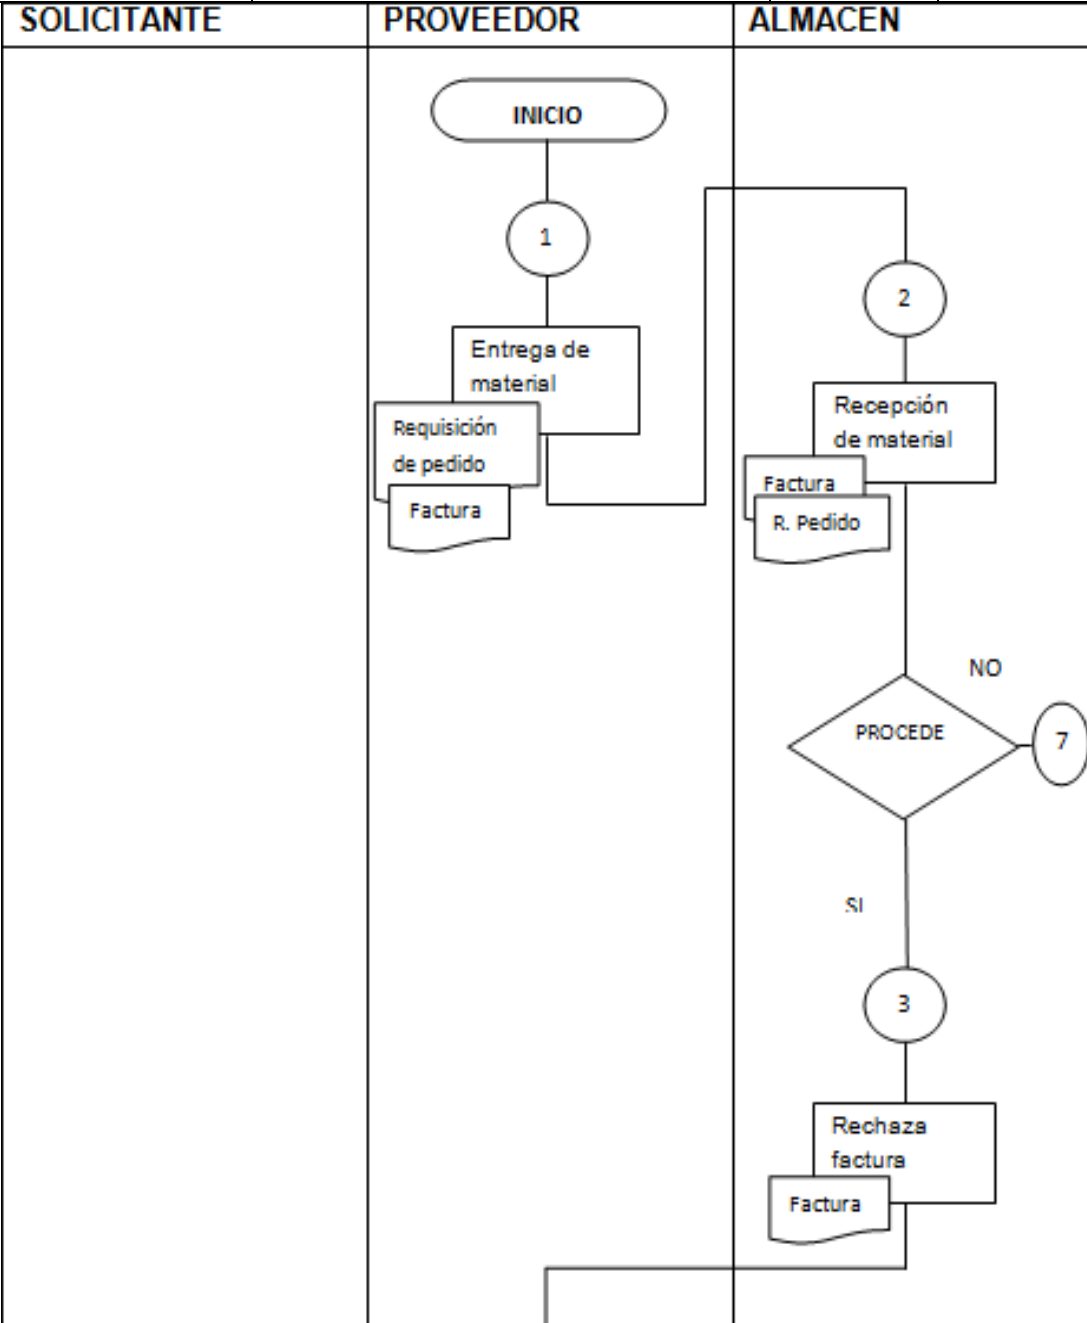 SOLICITANTE
PROVEEDOR
ALMACEN
INICIO
1
Entrega de
material
Requisición
de pedido
Factura
2
Recepción
de material
Factura
R. Pedido
NO
PROCEDE
7
SI
3
Rechaza
factura
Factura